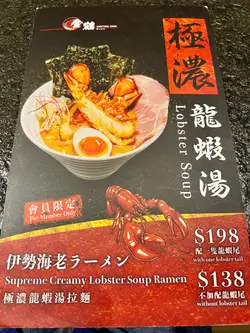 極濃
龍蝦湯
Lobster Soup
會員限定
For Member Only
伊勢海老ラーメン
Supreme Creamy Lobster Soup Ramen
極濃龍蝦湯拉麵
$198
配一隻龍蝦尾
with one lobster tail
$138
不加配龍蝦尾
without lobster tail